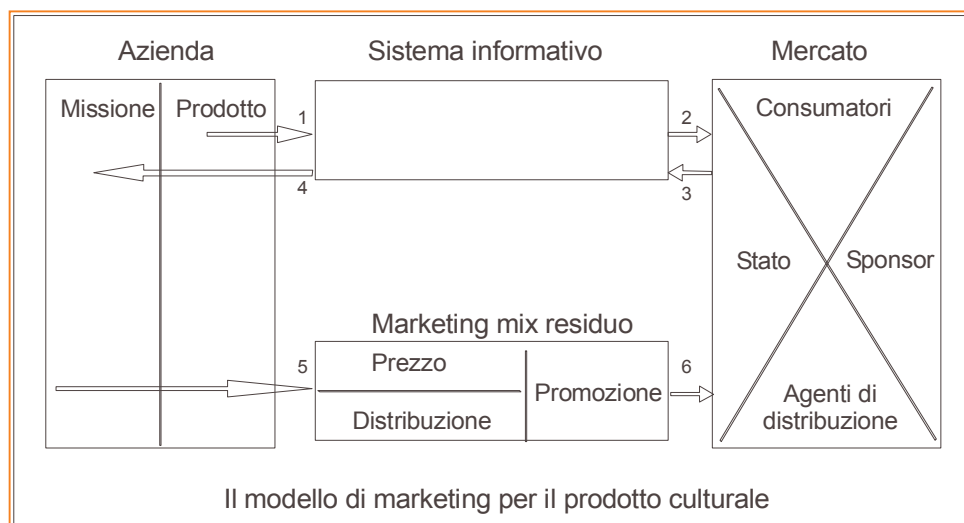 Azienda
Sistema informativo
Mercato
Missione
Prodotto
1
2
Consumatori
4
3
Stato
Sponsor
Marketing mix residuo
5
Prezzo
6
Promozione
Distribuzione
Agenti di
distribuzione
Il modello di marketing per il prodotto culturale